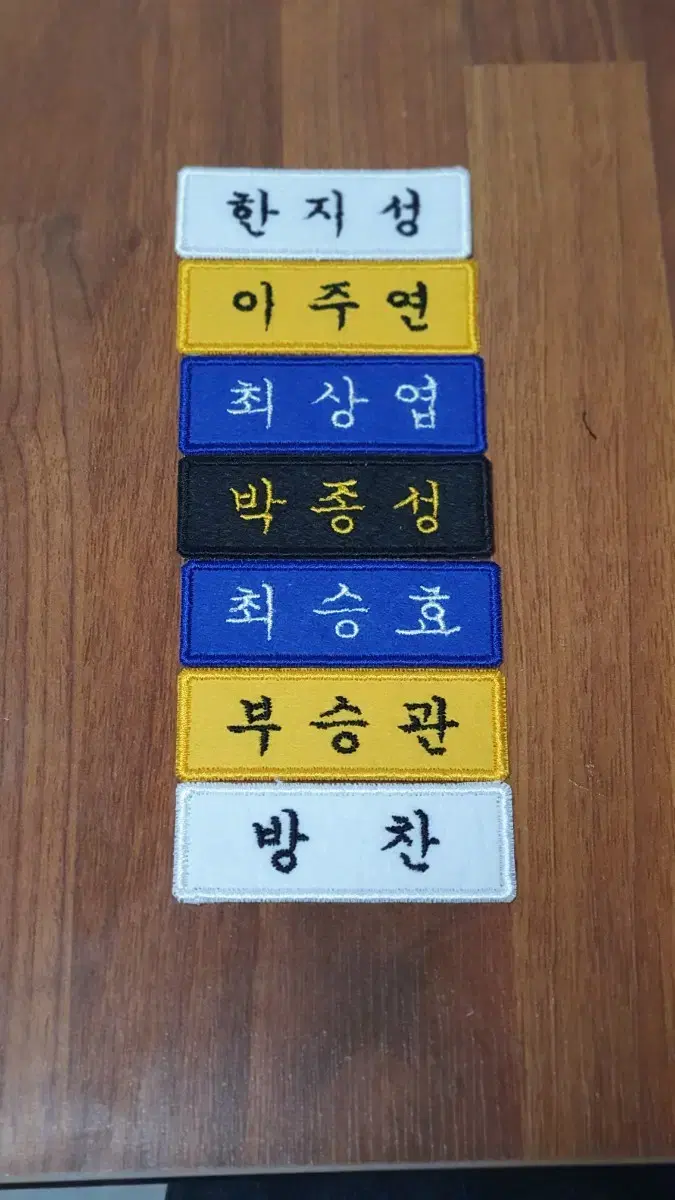 한지성
이주연
최상엽
박종성
최승효
부승관
방찬